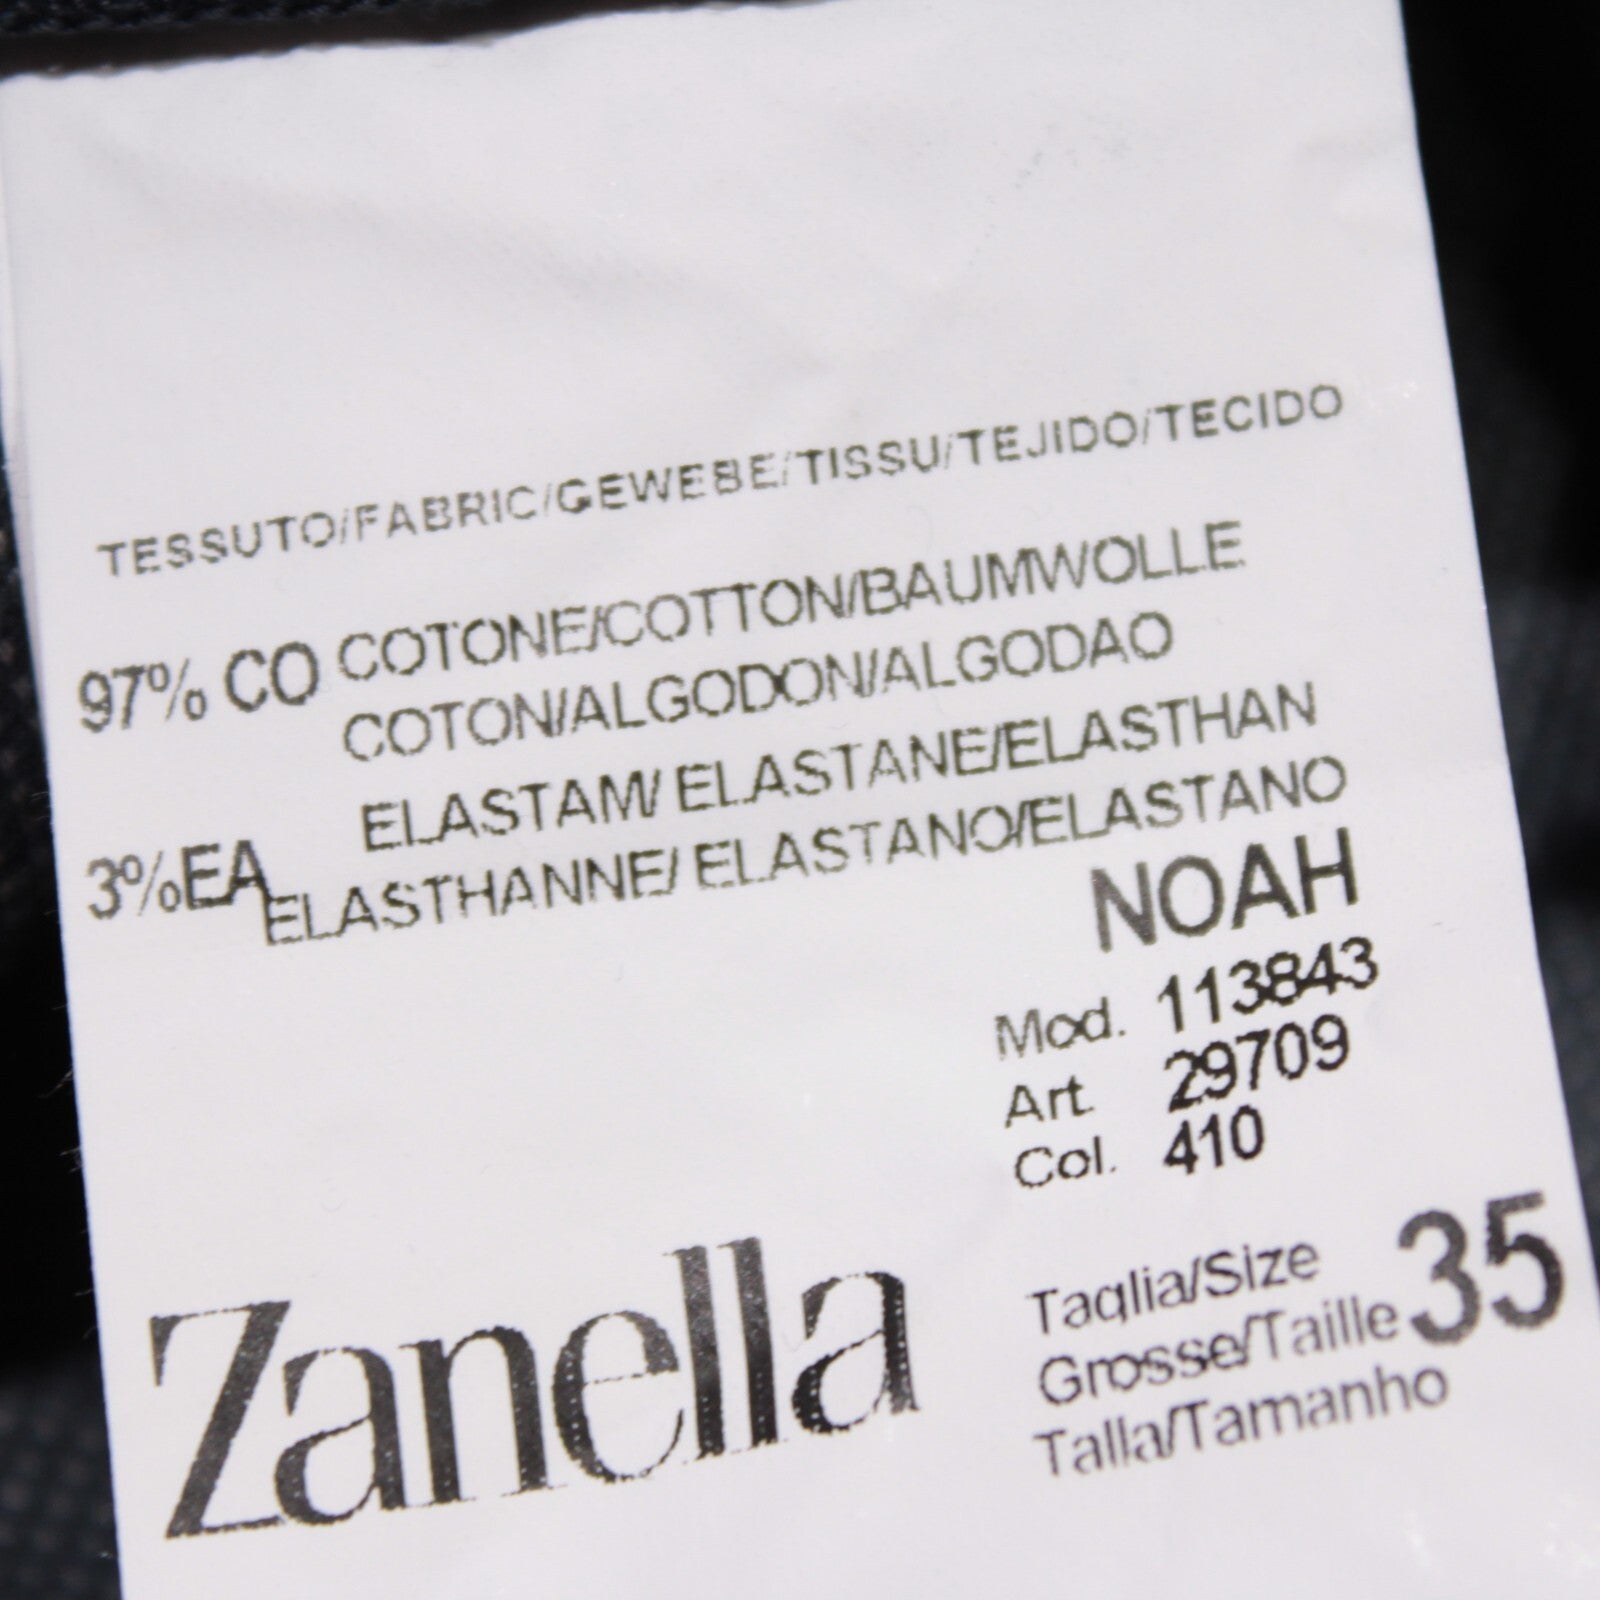 TESSUTO/FABRIC/GEWEBE/TISSU/TEJIDO/TECIDO
97% CO COTONE/COTTON/BAUMWOLLE
COTON/ALGODON/ALGODAO
3%EA ELASTAM/ ELASTANE/ELASTHAN
ELASTHANNE/ ELASTANO/ELASTANO
NOAH
Mod. 113843
Art. 29709
Col. 410
Zanella
Taglia/Size
Grosse/Taille 35
Talla/Tamanho